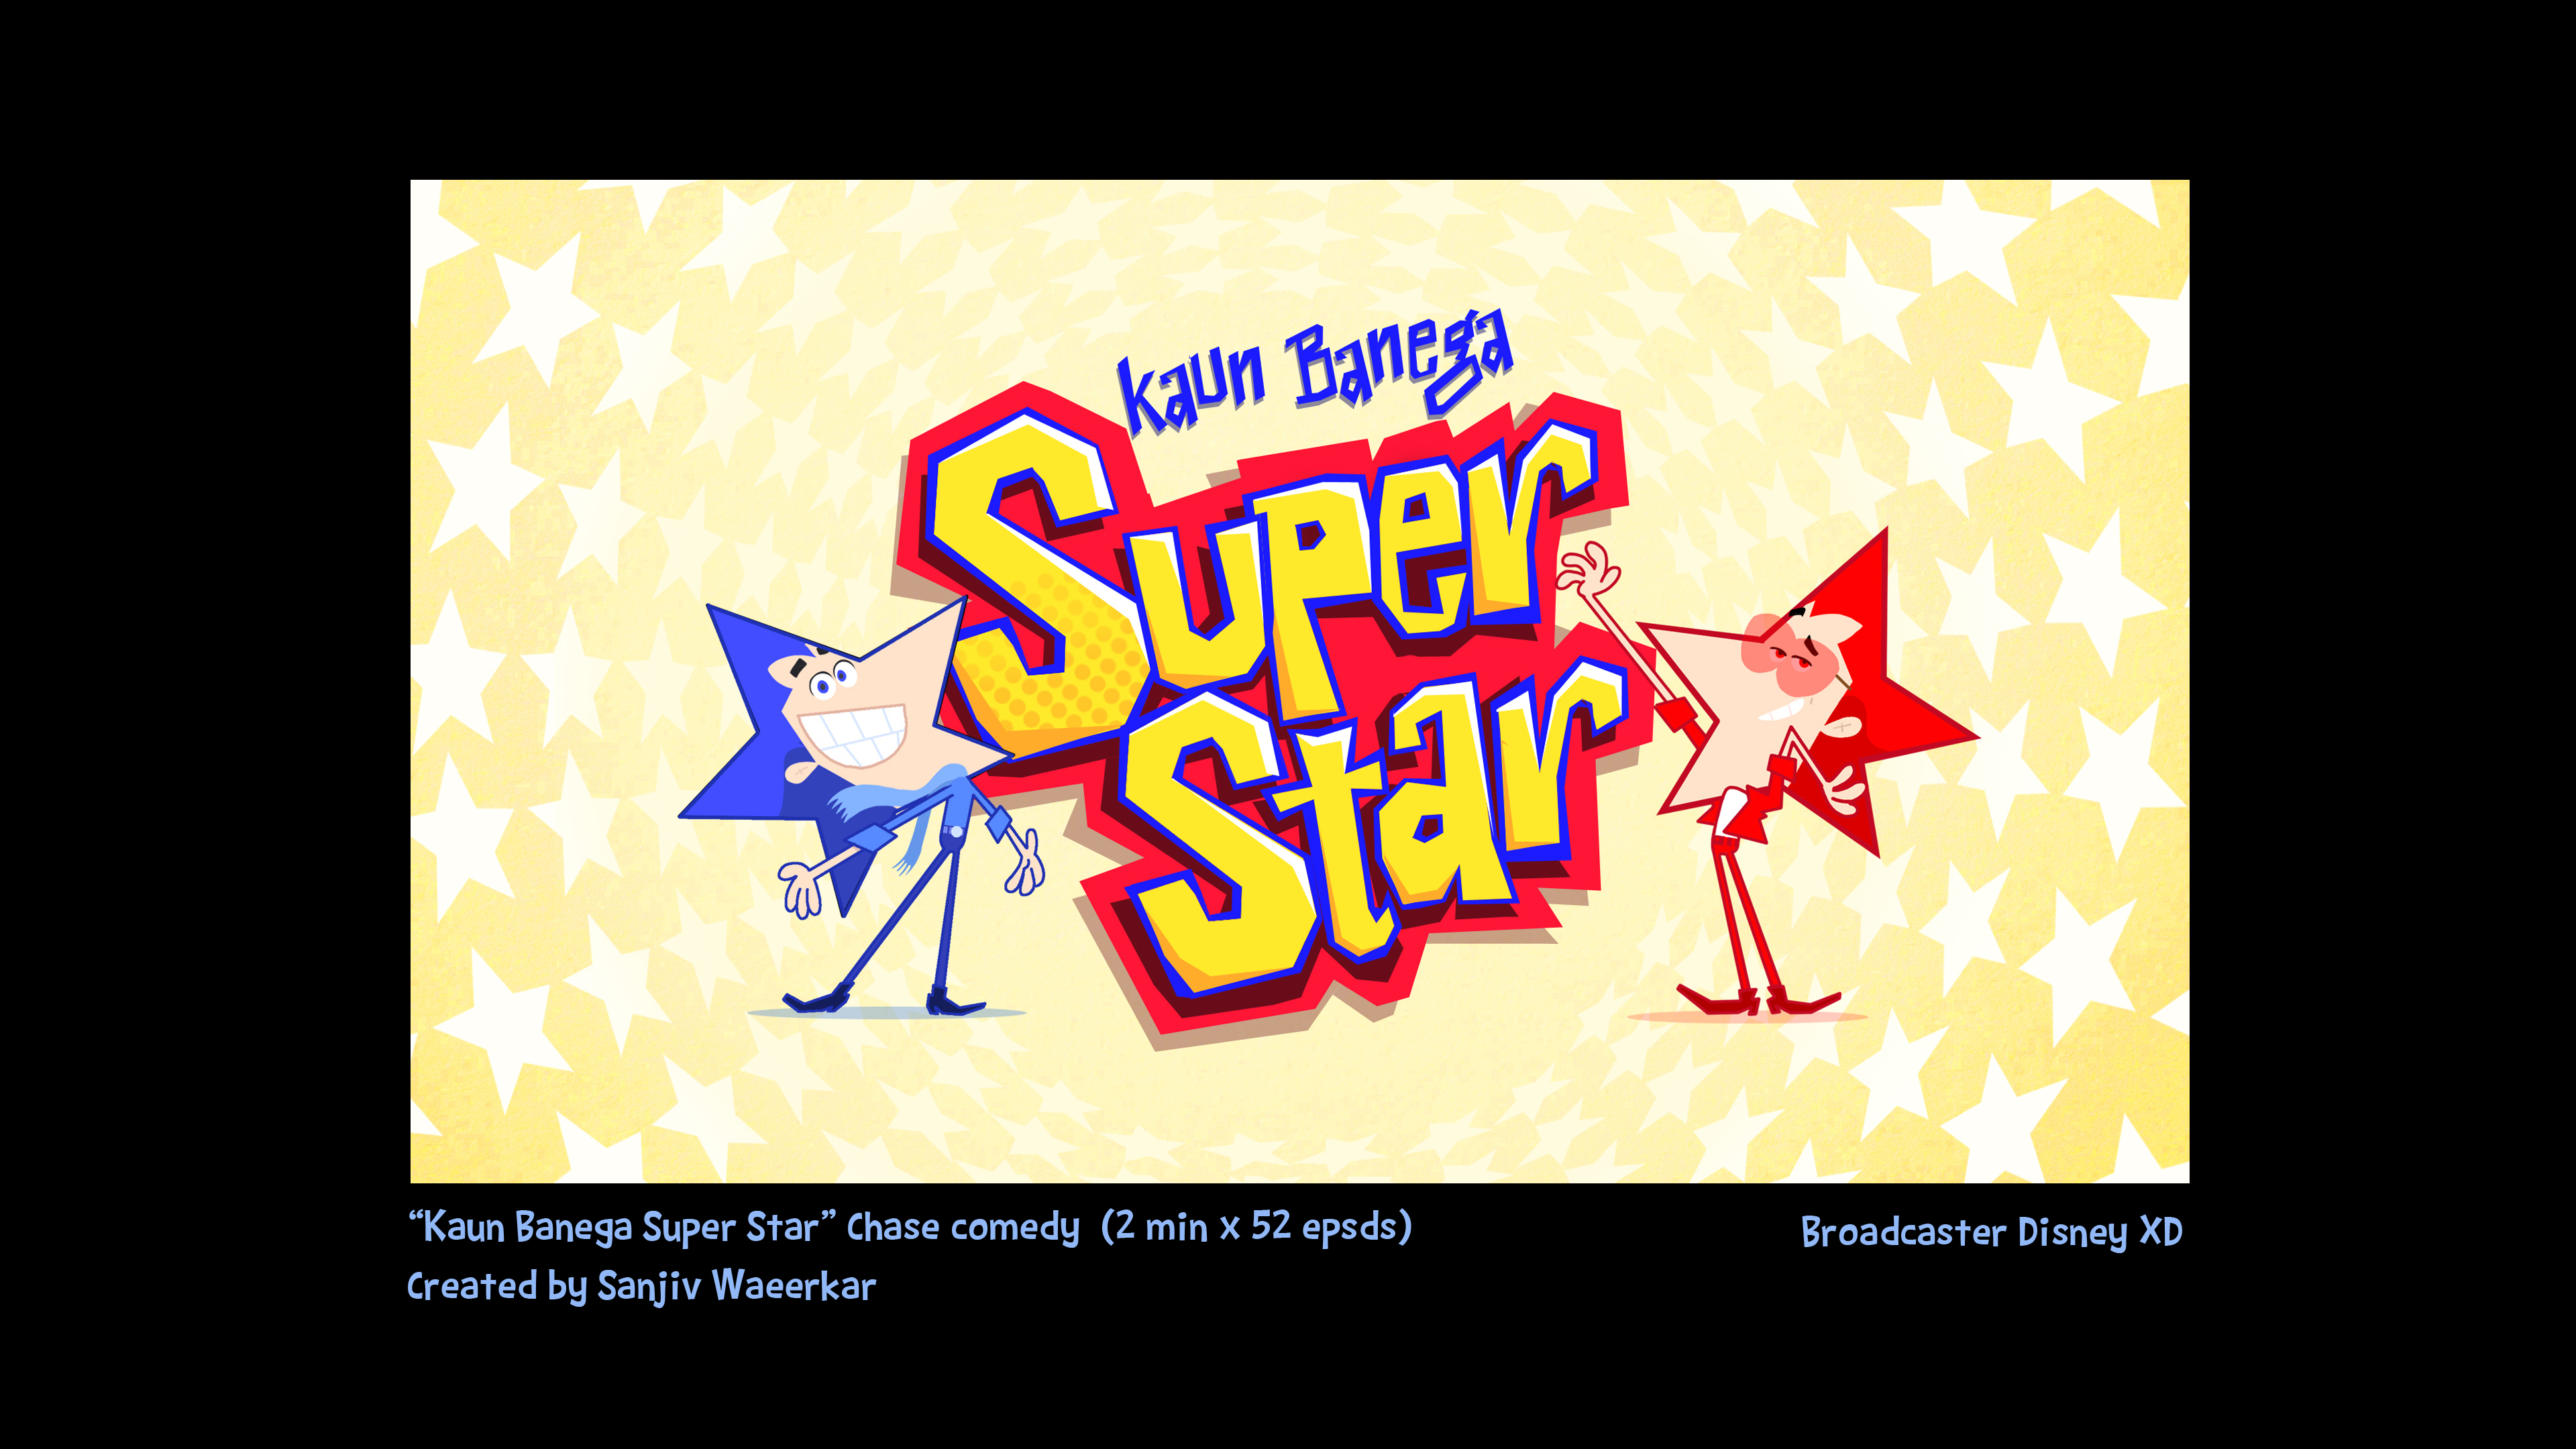 Kaun Banega
Super
Star
“Kaun Banega Super Star” Chase comedy (2 min x 52 epsds)
Broadcaster Disney XD
Created by Sanjiv Waeerkar